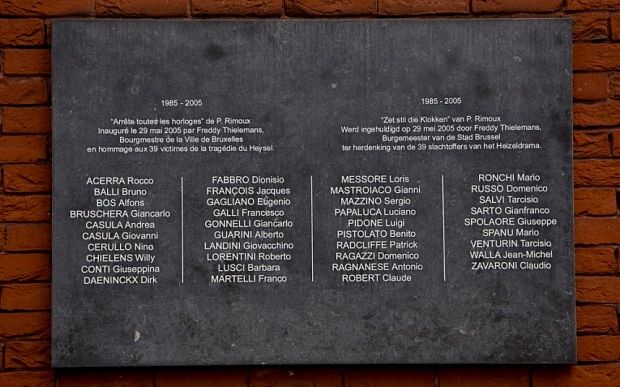 1985 - 2005
"Arrête toutes les horloges" de P. Rimoux
Inauguré le 29 mai 2005 par Freddy Thielemans,
Bourgmestre de la Ville de Bruxelles
en hommage aux 39 victimes de la tragédie du Heysel.
1985 - 2005
"Zet stil die Klokken" van P. Rimoux
Werd ingehuldigd op 29 mei 2005 door Freddy Thielemans,
Burgemeester van de Stad Brussel
ter herdenking van de 39 slachtoffers van het Heizeldrama.
ACERRA Rocco
BALLI Bruno
BOS Alfons
BRUSCHERA Giancarlo
CASULA Andrea
CASULA Giovanni
CERULLO Nino
CHIELENS Willy
CONTI Giuseppina
DAENINCKX Dirk
FABBRO Dionisio
FRANÇOIS Jacques
GAGLIANO Eugenio
GALLI Francesco
GONNELLI Giancarlo
GUARINI Alberto
LANDINI Giovacchino
LORENTINI Roberto
LUSCI Barbara
MARTELLI Franco
MESSORE Loris
MASTROIACO Gianni
MAZZINO Sergio
PAPALUCA Luciano
PIDONE Luigi
PISTOLATO Benito
RADCLIFFE Patrick
RAGAZZI Domenico
RAGNANESE Antonio
ROBERT Claude
RONCHI Mario
RUSSO Domenico
SALVI Tarcisio
SARTO Gianfranco
SPOLAORE Giuseppe
SPANU Mario
VENTURIN Tarcisio
WALLA Jean-Michel
ZAVARONI Claudio